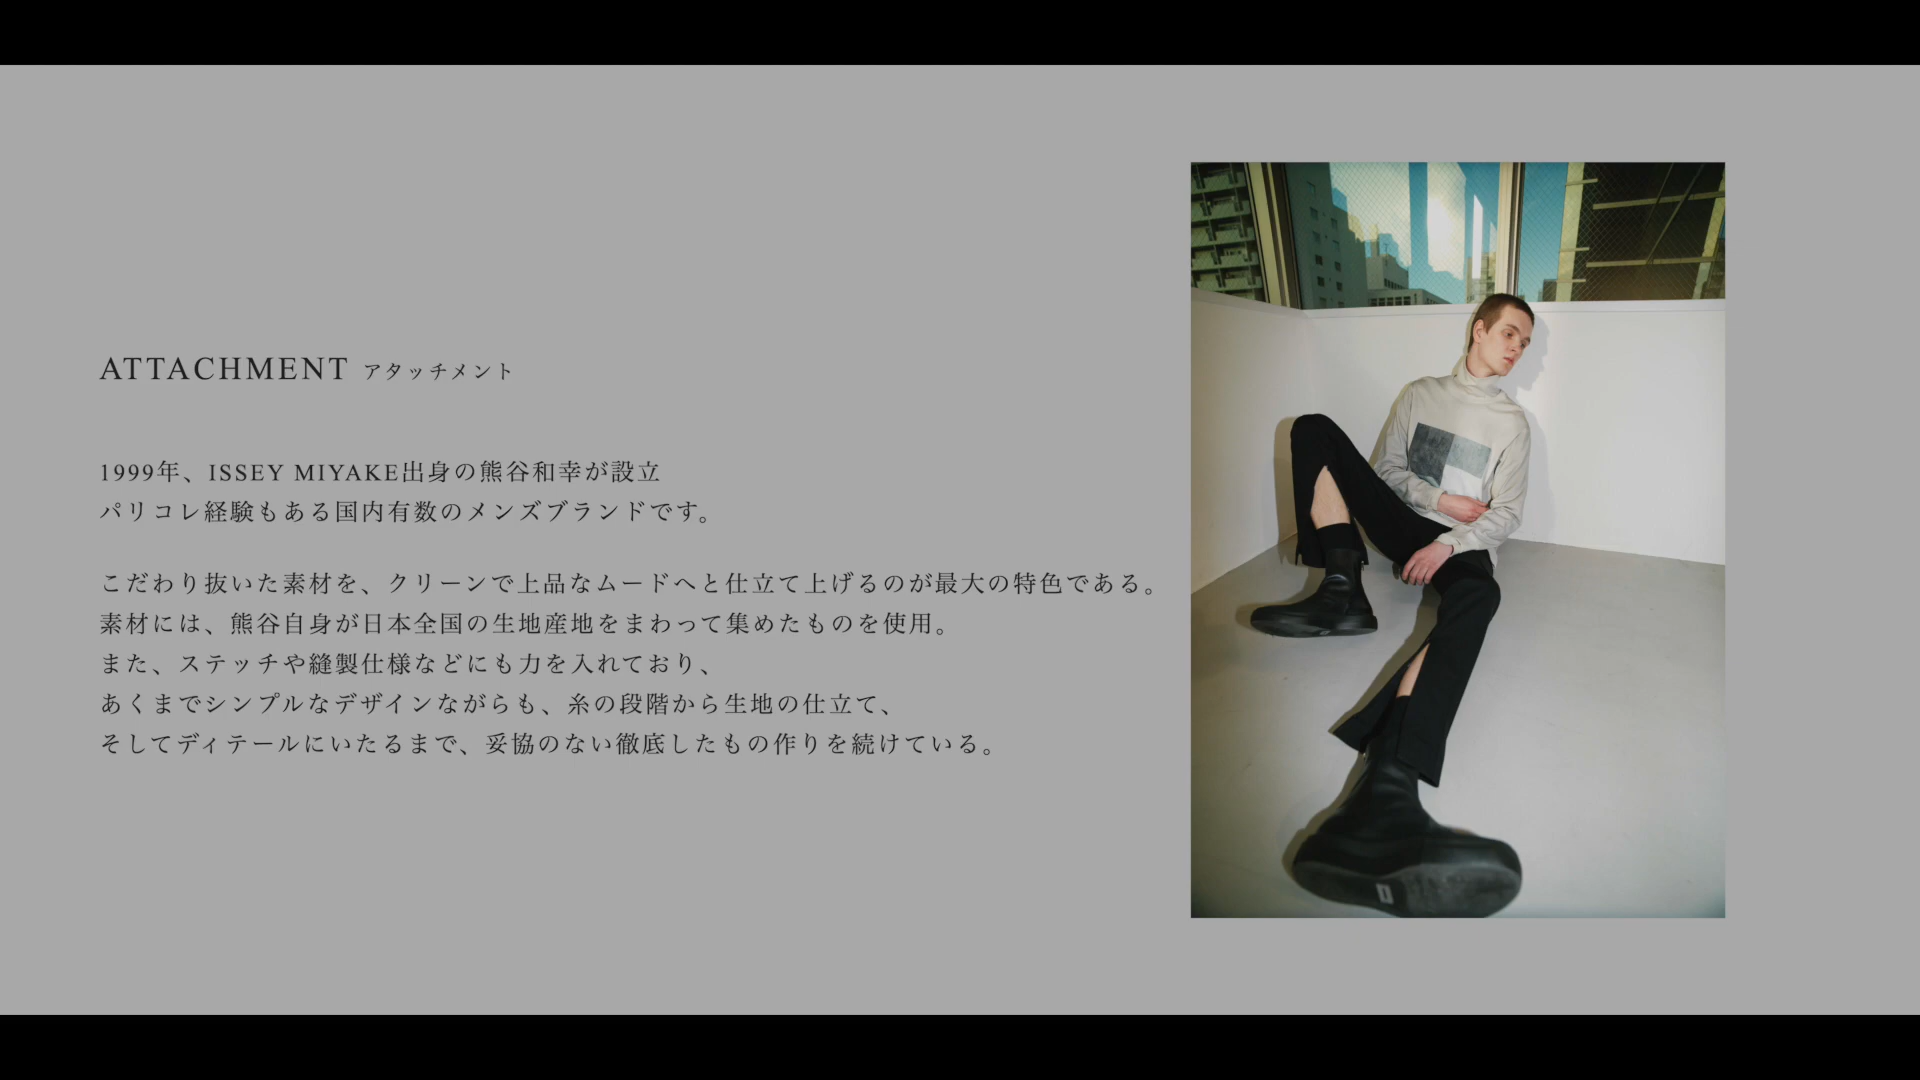 ATTACHMENT アタッチメント
1999年、ISSEY MIYAKE出身の熊谷和幸が設立
パリコレ経験もある国内有数のメンズブランドです。
こだわり抜いた素材を、クリーンで上品なムードへと仕立て上げるのが最大の特色である。
素材には、熊谷自身が日本全国の生地産地をまわって集めたものを使用。
また、ステッチや縫製仕様などにも力を入れており、
あくまでシンプルなデザインながらも、糸の段階から生地の仕立て、
そしてディテールにいたるまで、妥協のない徹底したもの作りを続けている。